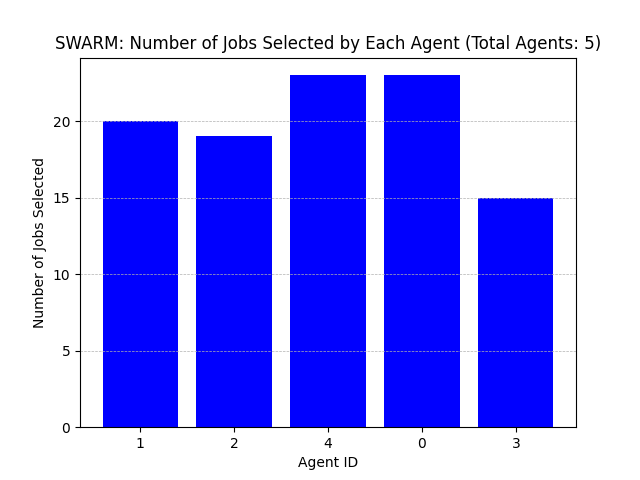 SWARM: Number of Jobs Selected by Each Agent (Total Agents: 5)
Number of Jobs Selected
20
15
10
5
0
1 2 4 0 3
Agent ID